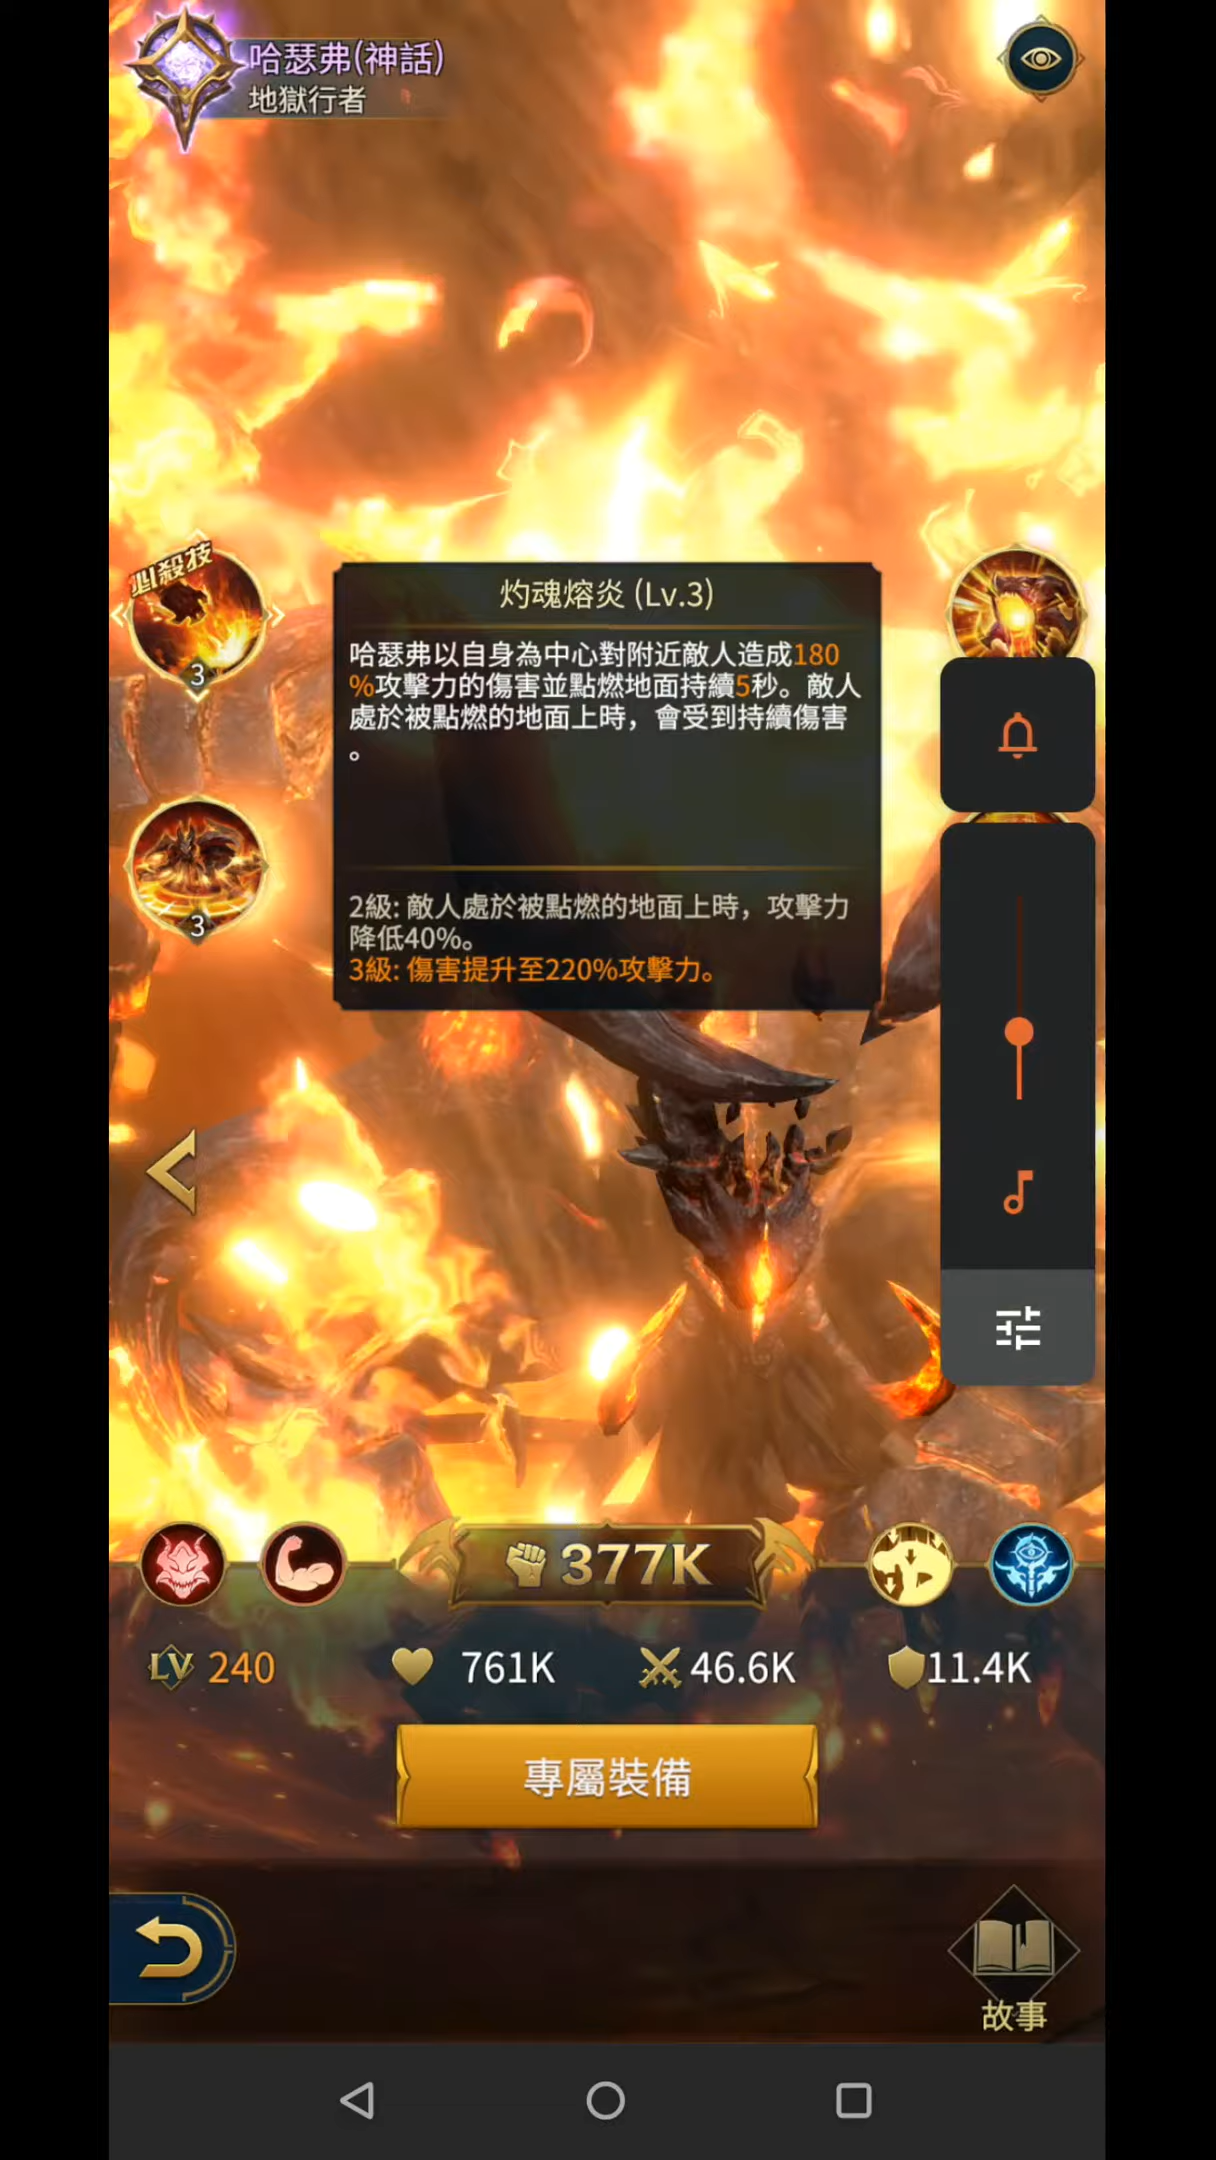 哈瑟弗(神話)
地獄行者
必殺技
3
灼魂熔炎 (Lv.3)
哈瑟弗以自身為中心對附近敵人造成180
%攻擊力的傷害並點燃地面持續5秒。敵人
處於被點燃的地面上時，會受到持續傷害
。
3
2級: 敵人處於被點燃的地面上時，攻擊力
降低40%。
3級: 傷害提升至220%攻擊力。
377K
LV 240
761K
46.6K
11.4K
專屬裝備
故事